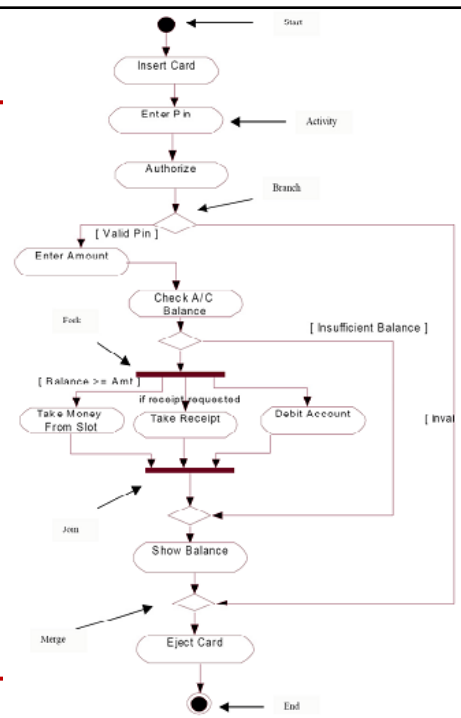 Start
Insert Card
Enter Pin
Activity
Authorize
Branch
[ Valid Pin ]
Enter Amount
Check A/C
Balance
Fork
[ Insufficient Balance ]
[ Balance >= Amt ]
if receipt requested
Take Money
From Slot
Take Receipt
Debit Account
[ Inval
Join
Show Balance
Merge
Eject Card
End